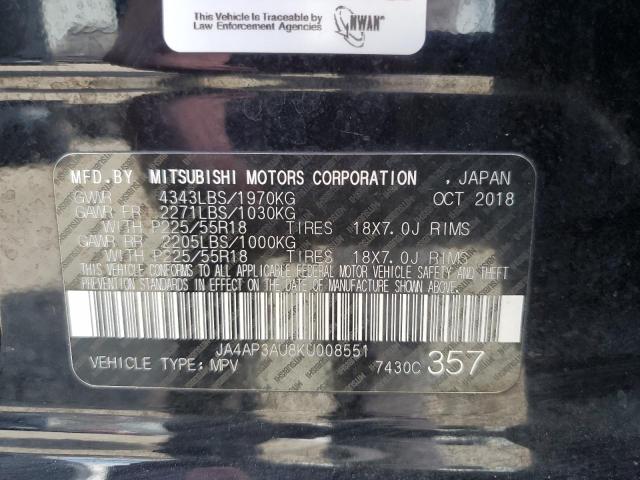 This Vehicle is Traceable by
Law Enforcement Agencies
NWAN
MFD.BY MITSUBISHI MOTORS CORPORATION , JAPAN
GVWR 4343LBS/1970KG OCT 2018
GAWR FR 2271LBS/1030KG
WITH P225/55R18 TIRES 18X7.0J RIMS
GAWR RR 2205LBS/1000KG
WITH P225/55R18 TIRES 18X7.0J RIMS
THIS VEHICLE CONFORMS TO ALL APPLICABLE FEDERAL MOTOR VEHICLE SAFETY AND THEFT
PREVENTION STANDARDS IN EFFECT ON THE DATE OF MANUFACTURE SHOWN ABOVE.
JA4AP3AU8KU008551
VEHICLE TYPE: MPV 7430C 357